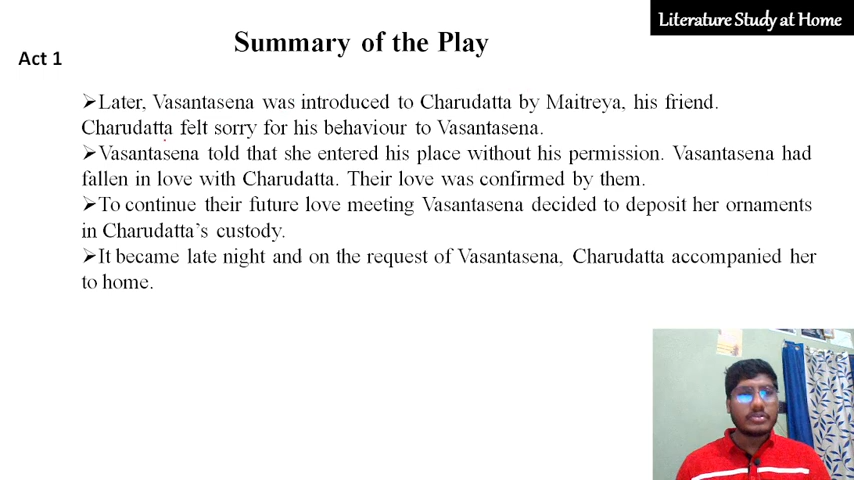 Literature Study at Home
Summary of the Play
Act 1
➢Later, Vasantasena was introduced to Charudatta by Maitreya, his friend.
Charudatta felt sorry for his behaviour to Vasantasena.
➢Vasantasena told that she entered his place without his permission. Vasantasena had
fallen in love with Charudatta. Their love was confirmed by them.
➢To continue their future love meeting Vasantasena decided to deposit her ornaments
in Charudatta’s custody.
➢It became late night and on the request of Vasantasena, Charudatta accompanied her
to home.